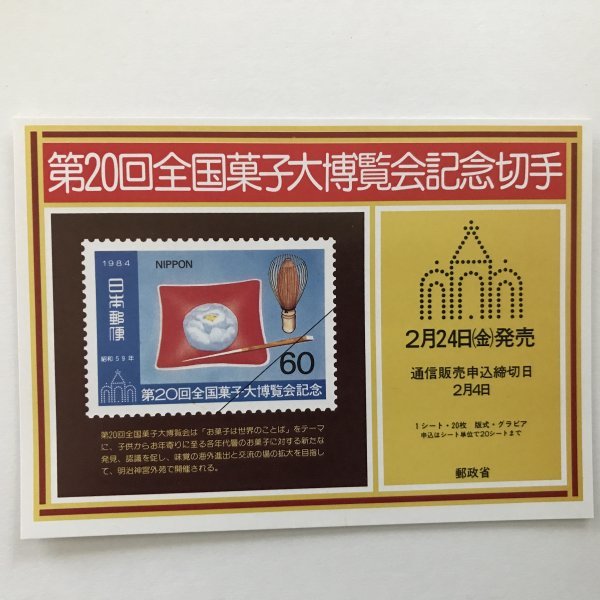 第20回全国菓子大博覧会記念切手
1984
NIPPON
日本郵便
昭和59年
60
第20回全国菓子大博覧会記念
第20回全国菓子大博覧会は「お菓子は世界のことば」をテーマ
に、子供からお年寄りに至る各年代層のお菓子に対する新たな
発見、認識を促し、味覚の海外進出と交流の場の拡大を目指し
て、明治神宮外苑で開催される。
2月24日㈮発売
通信販売申込締切日
2月4日
1シート・20枚 版式・グラビア
申込はシート単位で20シートまで
郵政省